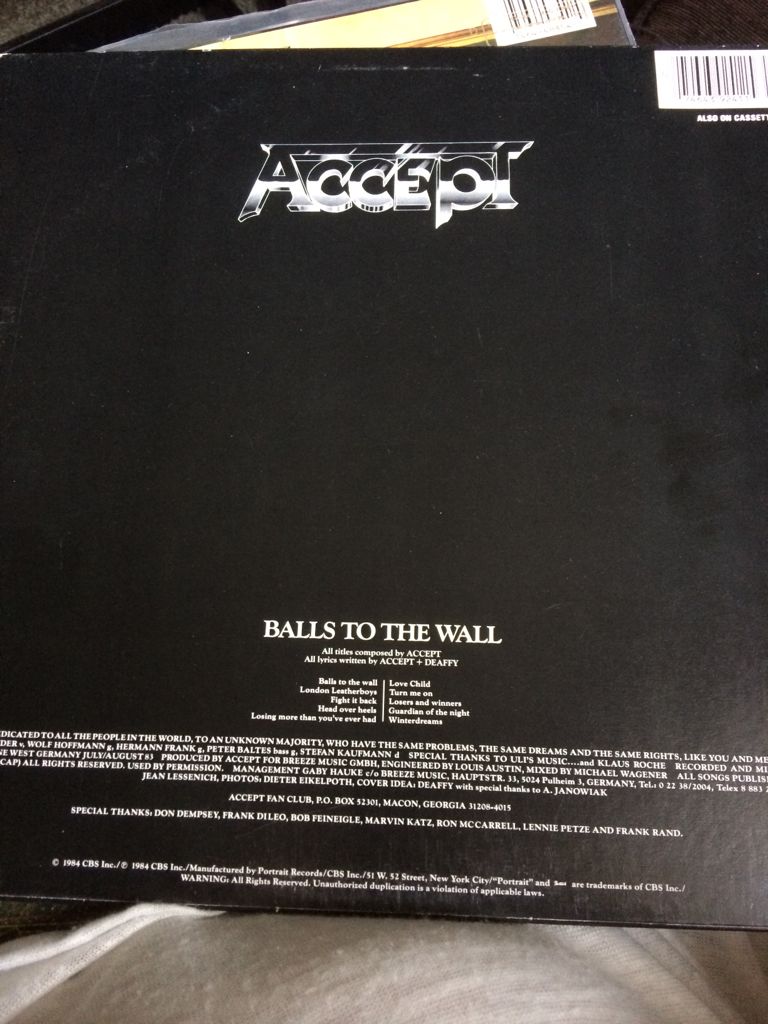 ALSO ON CASSETT
ACCEPT
BALLS TO THE WALL
All titles composed by ACCEPT
All lyrics written by ACCEPT + DEAFFY
Balls to the wall
London Leatherboys
Fight it back
Head over heels
Losing more than you've ever had
Love Child
Turn me on
Losers and winners
Guardian of the night
Winterdreams
DICATED TO ALL THE PEOPLE IN THE WORLD, TO AN UNKNOWN MAJORITY, WHO HAVE THE SAME PROBLEMS, THE SAME DREAMS AND THE SAME RIGHTS, LIKE YOU AND ME
DER v, WOLF HOFFMANN g, HERMANN FRANK g, PETER BALTES bass g, STEFAN KAUFMANN d SPECIAL THANKS TO ULI'S MUSIC....and KLAUS ROCHE RECORDED AND MI
NE WEST GERMANY JULY/AUGUST 83 PRODUCED BY ACCEPT FOR BREEZE MUSIC GMBH, ENGINEERED BY LOUIS AUSTIN, MIXED BY MICHAEL WAGENER ALL SONGS PUBLIS
CAP) ALL RIGHTS RESERVED. USED BY PERMISSION. MANAGEMENT GABY HAUKE c/o BREEZE MUSIC, HAUPTSTR. 33, 5024 Pulheim 3, GERMANY, Tel.: 0 22 38/2004, Telex 8 883
JEAN LESSENICH, PHOTOS: DIETER EIKELPOTH, COVER IDEA: DEAFFY with special thanks to A. JANOWIAK
ACCEPT FAN CLUB, P.O. BOX 52301, MACON, GEORGIA 31208-4015
SPECIAL THANKS: DON DEMPSEY, FRANK DILEO, BOB FEINEIGLE, MARVIN KATZ, RON MCCARRELL, LENNIE PETZE AND FRANK RAND.
© 1984 CBS Inc./℗ 1984 CBS Inc./Manufactured by Portrait Records/CBS Inc./51 W. 52 Street, New York City/"Portrait" and are trademarks of CBS Inc./
WARNING: All Rights Reserved. Unauthorized duplication is a violation of applicable laws.